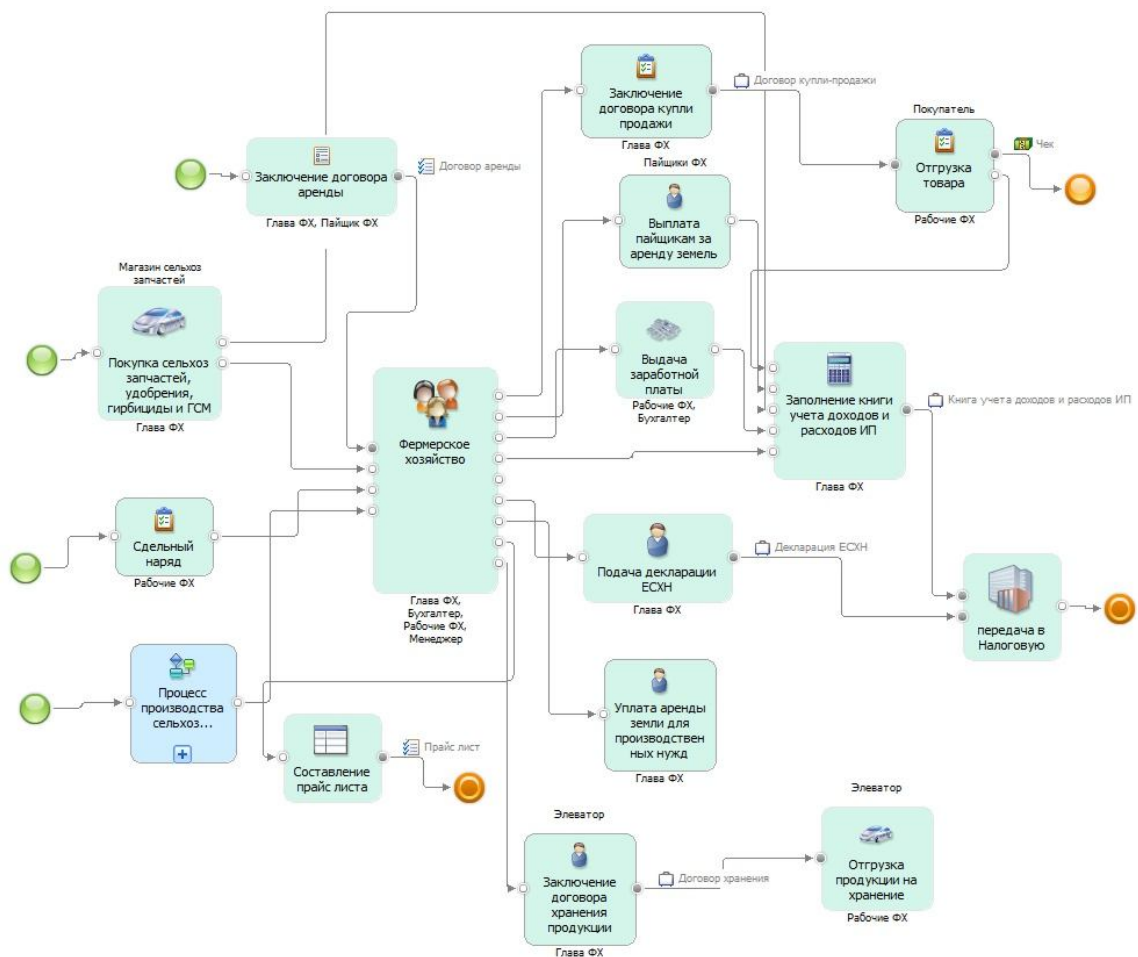 Заключение
договора купли
продажи
Глава ФХ
Договор купли-продажи
Покупатель
Отгрузка
товара
Рабочие ФХ
Чек
Заключение договора
аренды
Глава ФХ, Пайщик ФХ
Договор аренды
Пайщики ФХ
Выплата
пайщикам за
аренду земель
Магазин сельхоз
запчастей
Покупка сельхоз
запчастей,
удобрения,
гирбициды и ГСМ
Глава ФХ
Фермерское
хозяйство
Глава ФХ,
Бухгалтер,
Рабочие ФХ,
Менеджер
Выдача
заработной
платы
Рабочие ФХ,
Бухгалтер
Заполнение книги
учета доходов и
расходов ИП
Глава ФХ
Книга учета доходов и расходов ИП
Сдельный
наряд
Рабочие ФХ
Подача декларации
ЕСХН
Глава ФХ
Декларация ЕСХН
передача в
Налоговую
Процесс
производства
сельхоз...
Составление
прайс листа
Прайс лист
Уплата аренды
земли для
производствен
ных нужд
Глава ФХ
Элеватор
Заключение
договора
хранения
продукции
Глава ФХ
Договор хранения
Элеватор
Отгрузка
продукции на
хранение
Рабочие ФХ